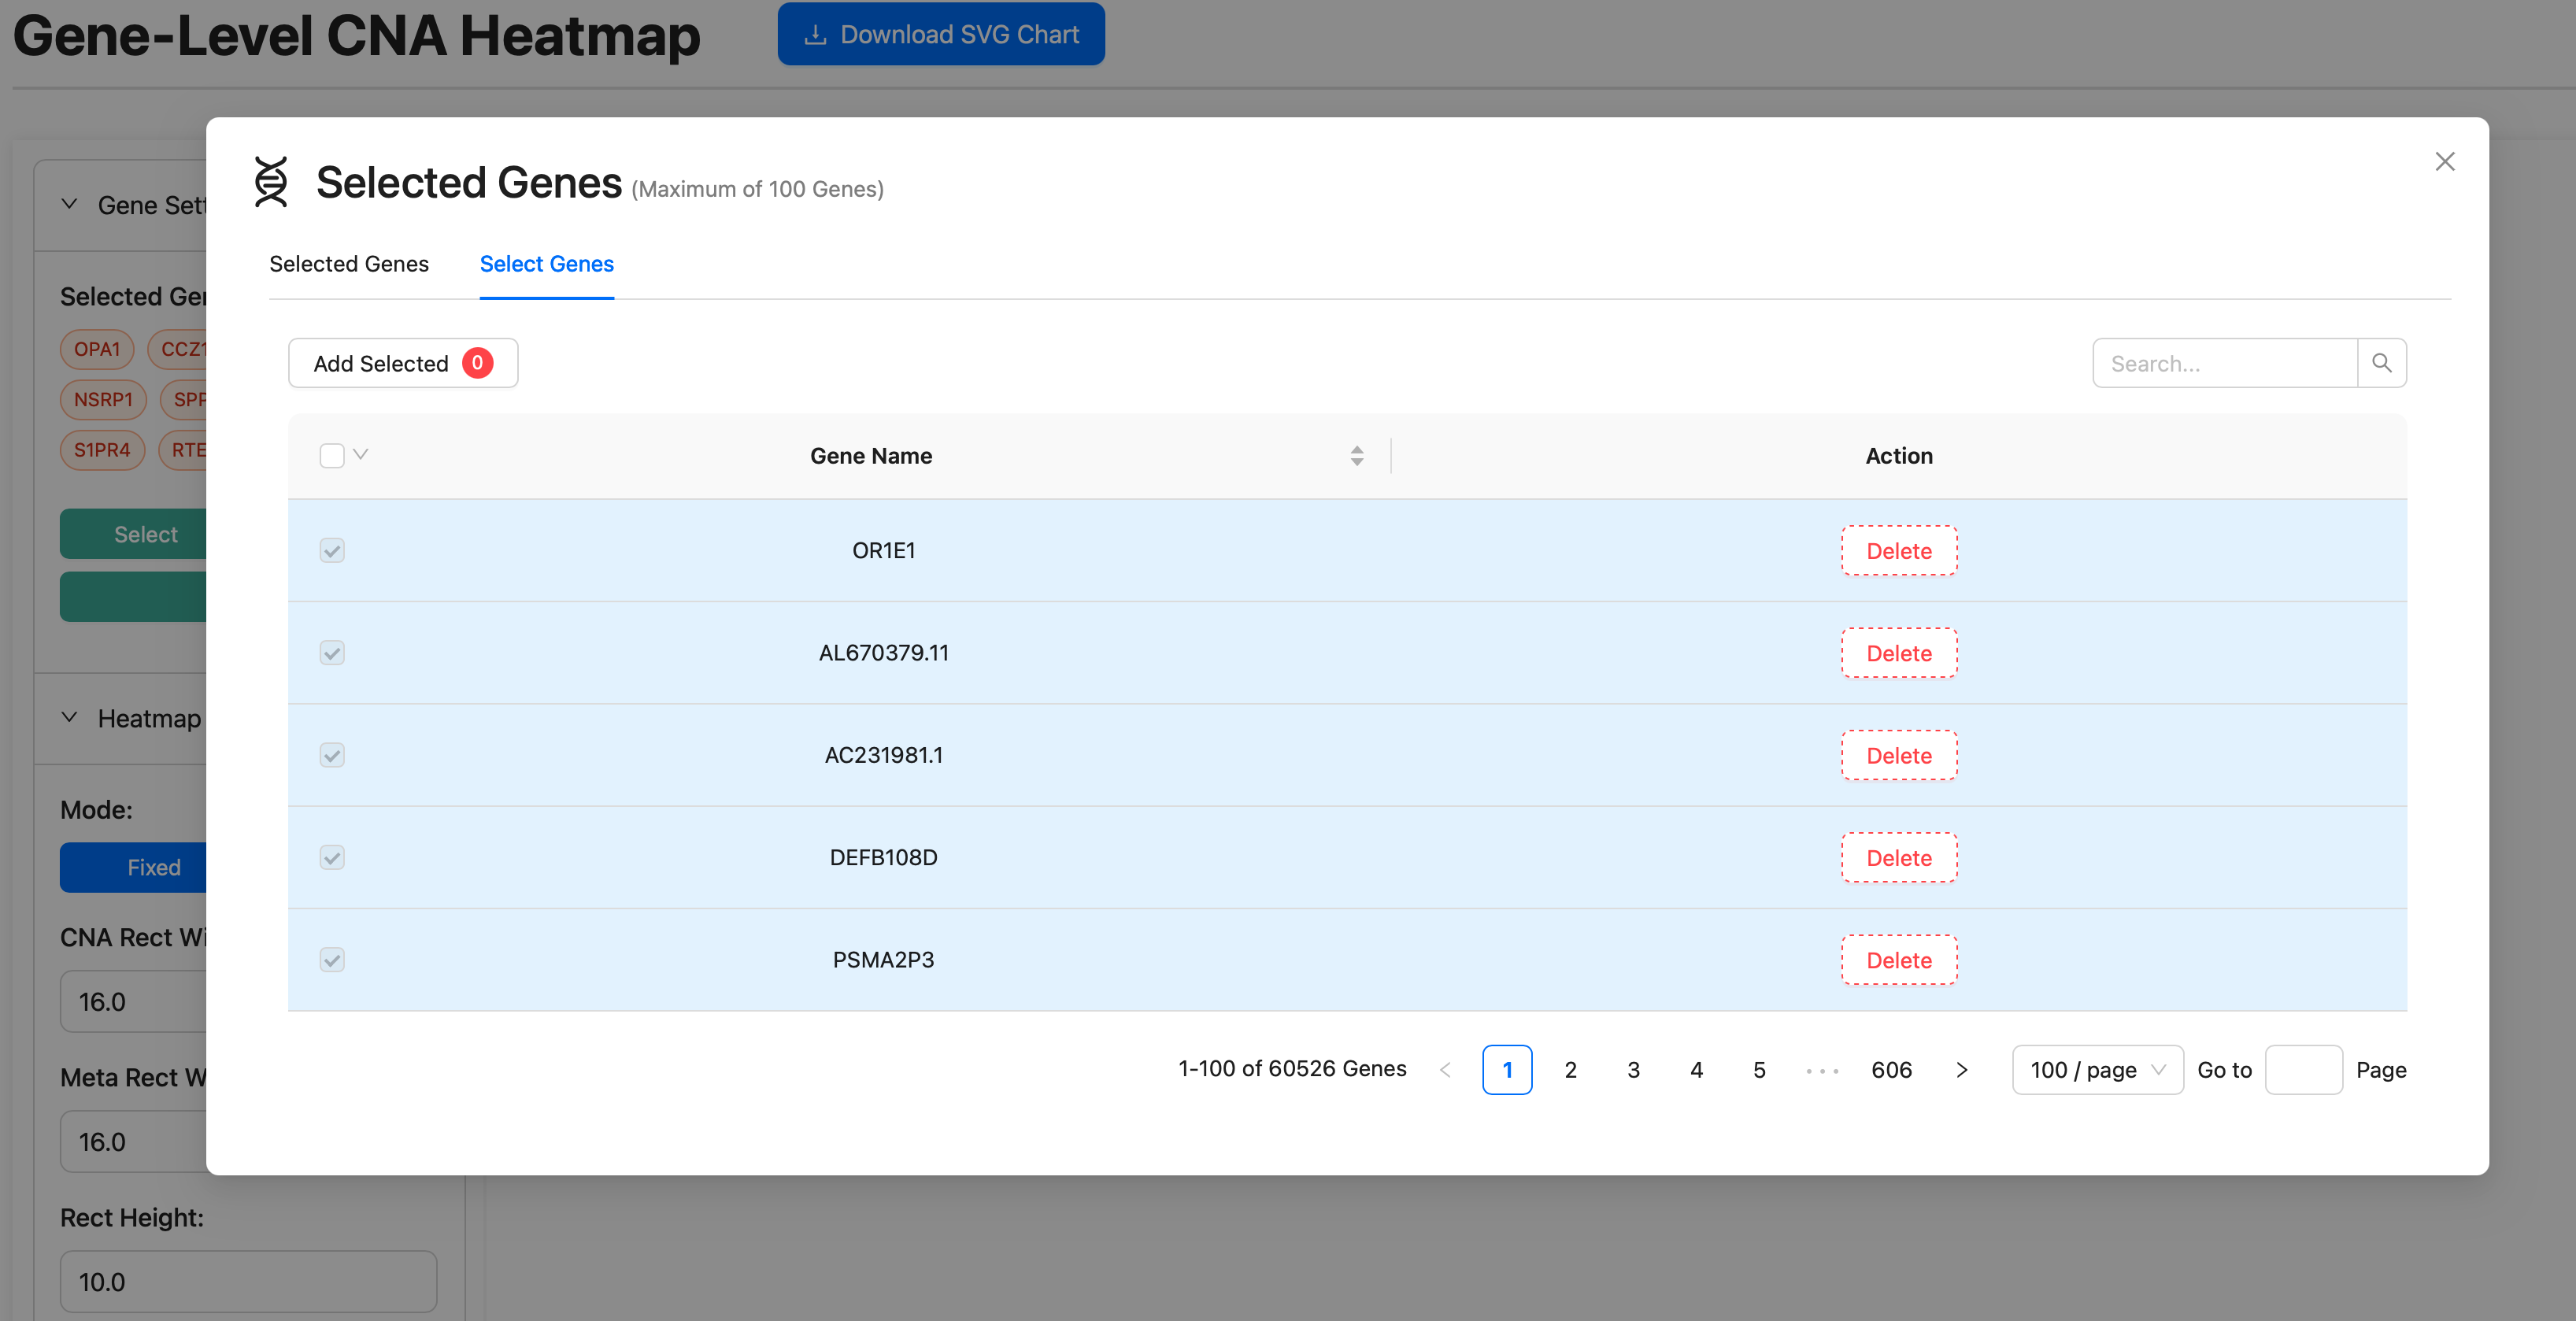 Gene-Level CNA Heatmap
Download SVG Chart
Selected Genes (Maximum of 100 Genes)
Selected Genes
Select Genes
Gene Sett
Selected Ge
OPA1 CCZ1
NSRP1 SPP
S1PR4 RTE
Select
Heatmap
Mode:
Fixed
CNA Rect Wi
16.0
Meta Rect W
16.0
Rect Height:
10.0
Add Selected 0
Search...
Gene Name Action
OR1E1 Delete
AL670379.11 Delete
AC231981.1 Delete
DEFB108D Delete
PSMA2P3 Delete
1-100 of 60526 Genes < 1 2 3 4 5 ••• 606 > 100 / page Go to Page